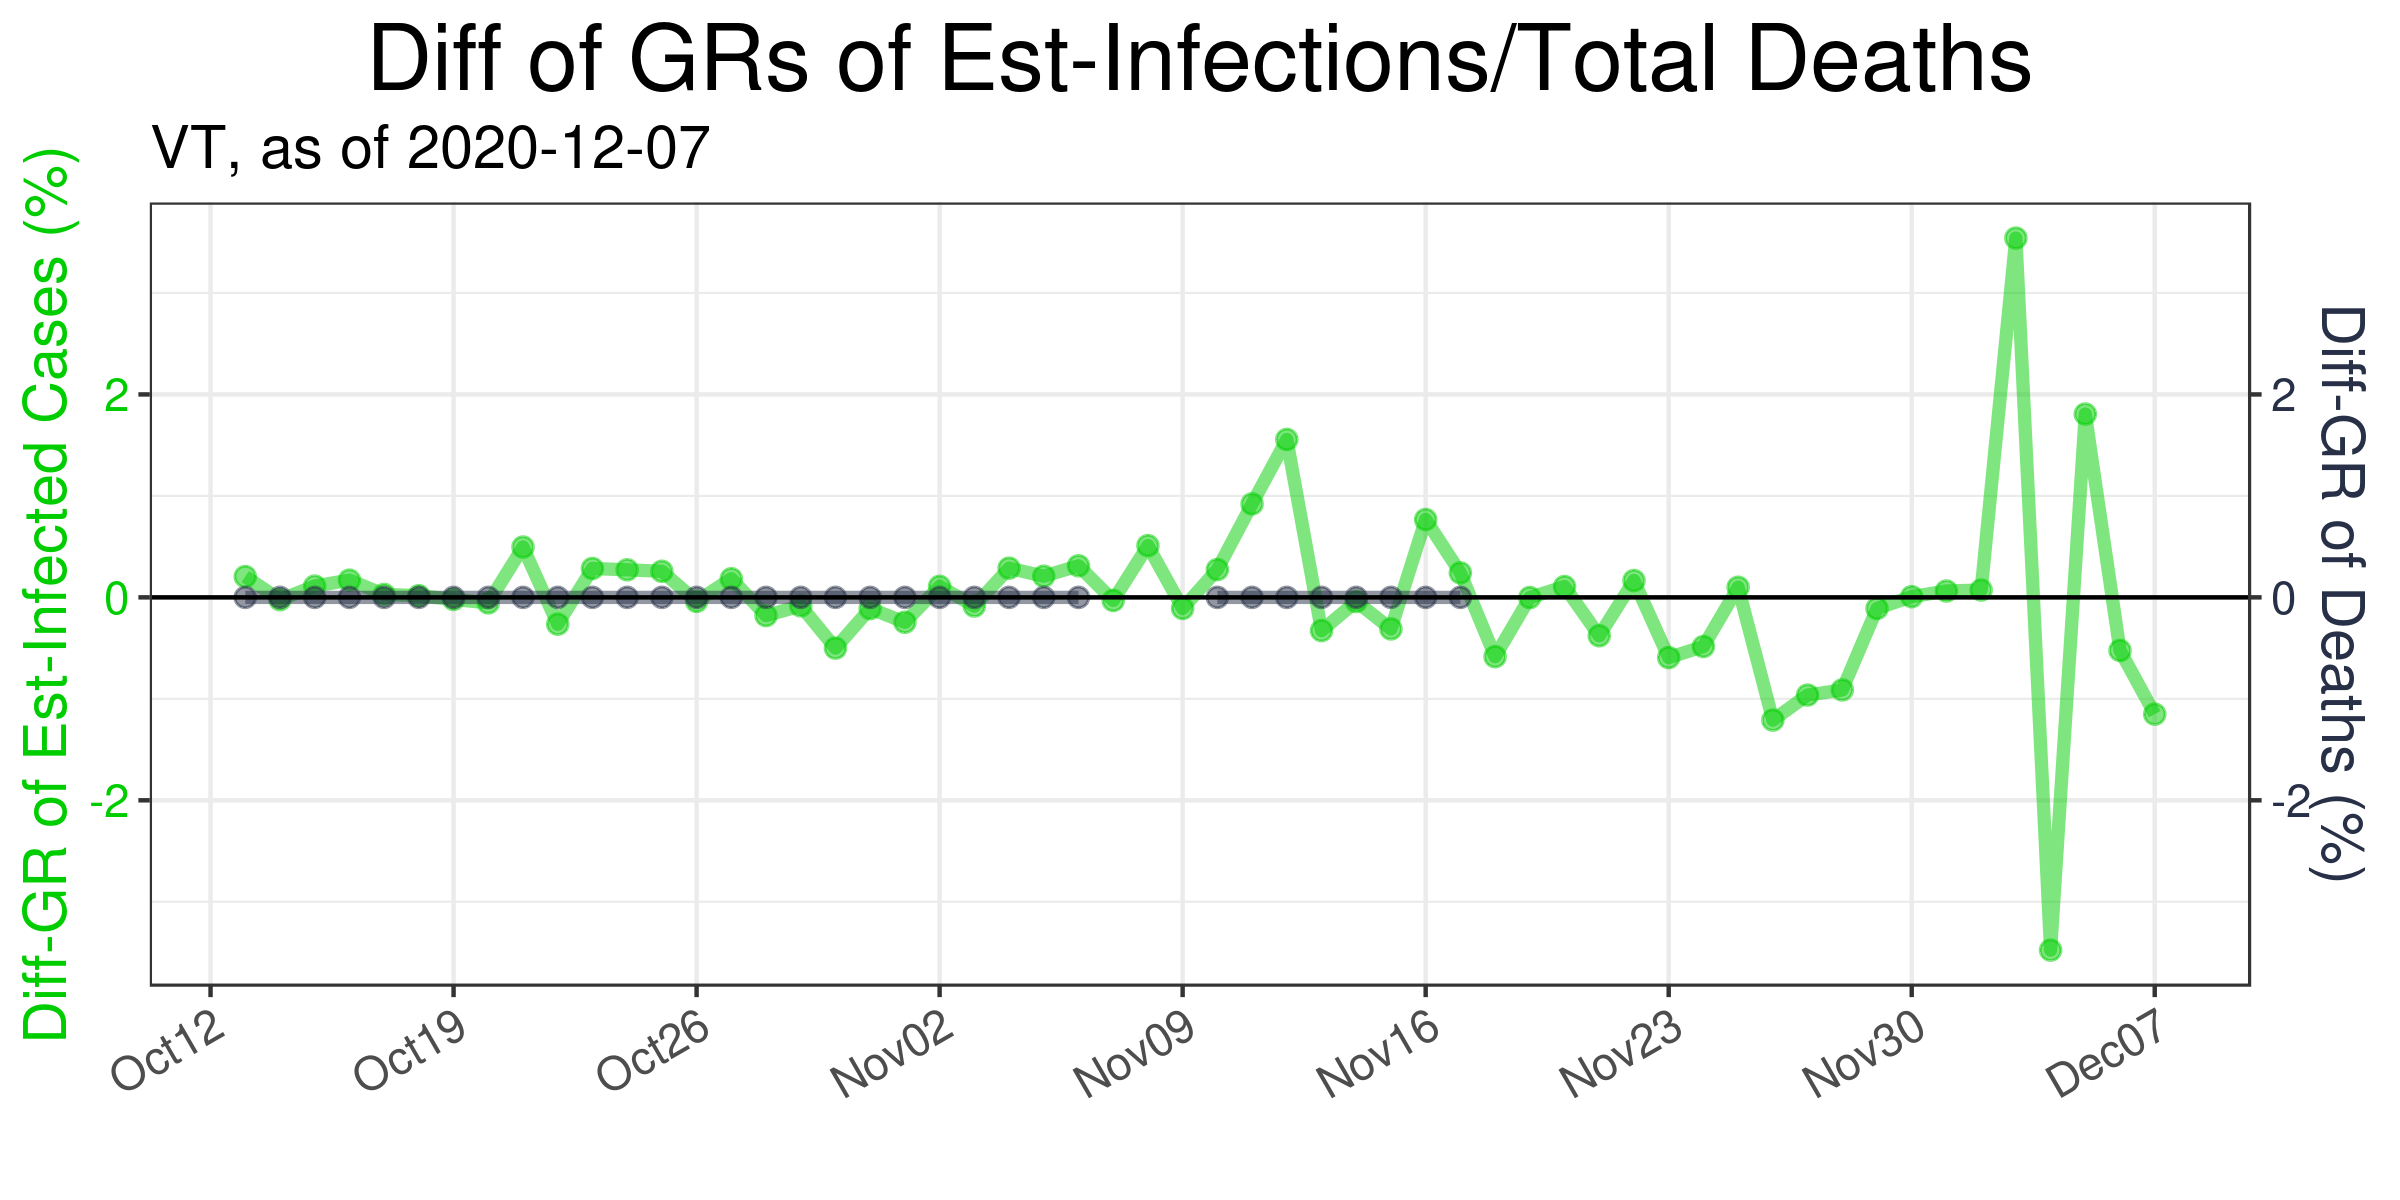 Diff of GRs of Est-Infections/Total Deaths
VT, as of 2020-12-07
Diff-GR of Est-Infected Cases (%)
2
0
-2
2
0
-2
Diff-GR of Deaths (%)
Oct12
Oct19
Oct26
Nov02
Nov09
Nov16
Nov23
Nov30
Dec07